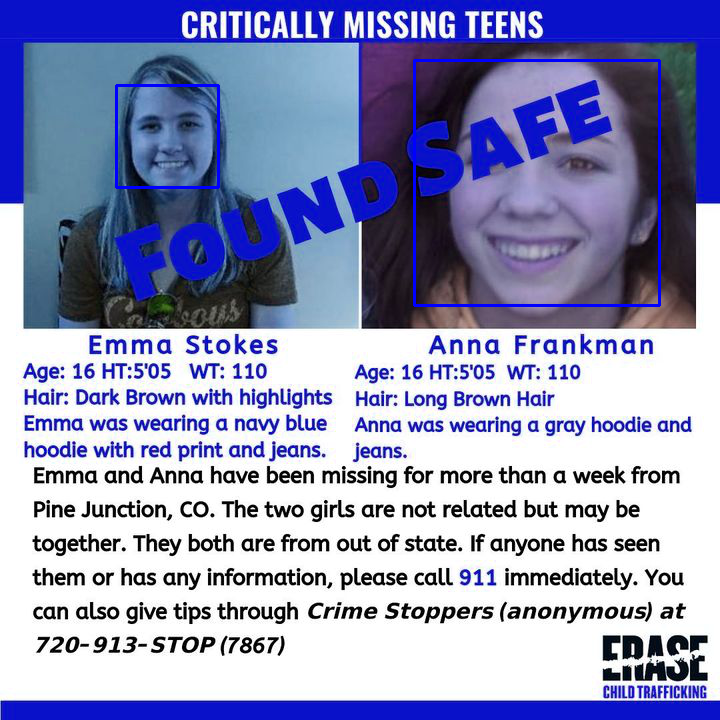 CRITICALLY MISSING TEENS
FOUND SAFE
Cowboys
Emma Stokes
Age: 16 HT:5'05 WT: 110
Hair: Dark Brown with highlights
Emma was wearing a navy blue
hoodie with red print and jeans.
Anna Frankman
Age: 16 HT:5'05 WT: 110
Hair: Long Brown Hair
Anna was wearing a gray hoodie and
jeans.
Emma and Anna have been missing for more than a week from
Pine Junction, CO. The two girls are not related but may be
together. They both are from out of state. If anyone has seen
them or has any information, please call 911 immediately. You
can also give tips through Crime Stoppers (anonymous) at
720-913-STOP (7867)
ERASE
CHILD TRAFFICKING